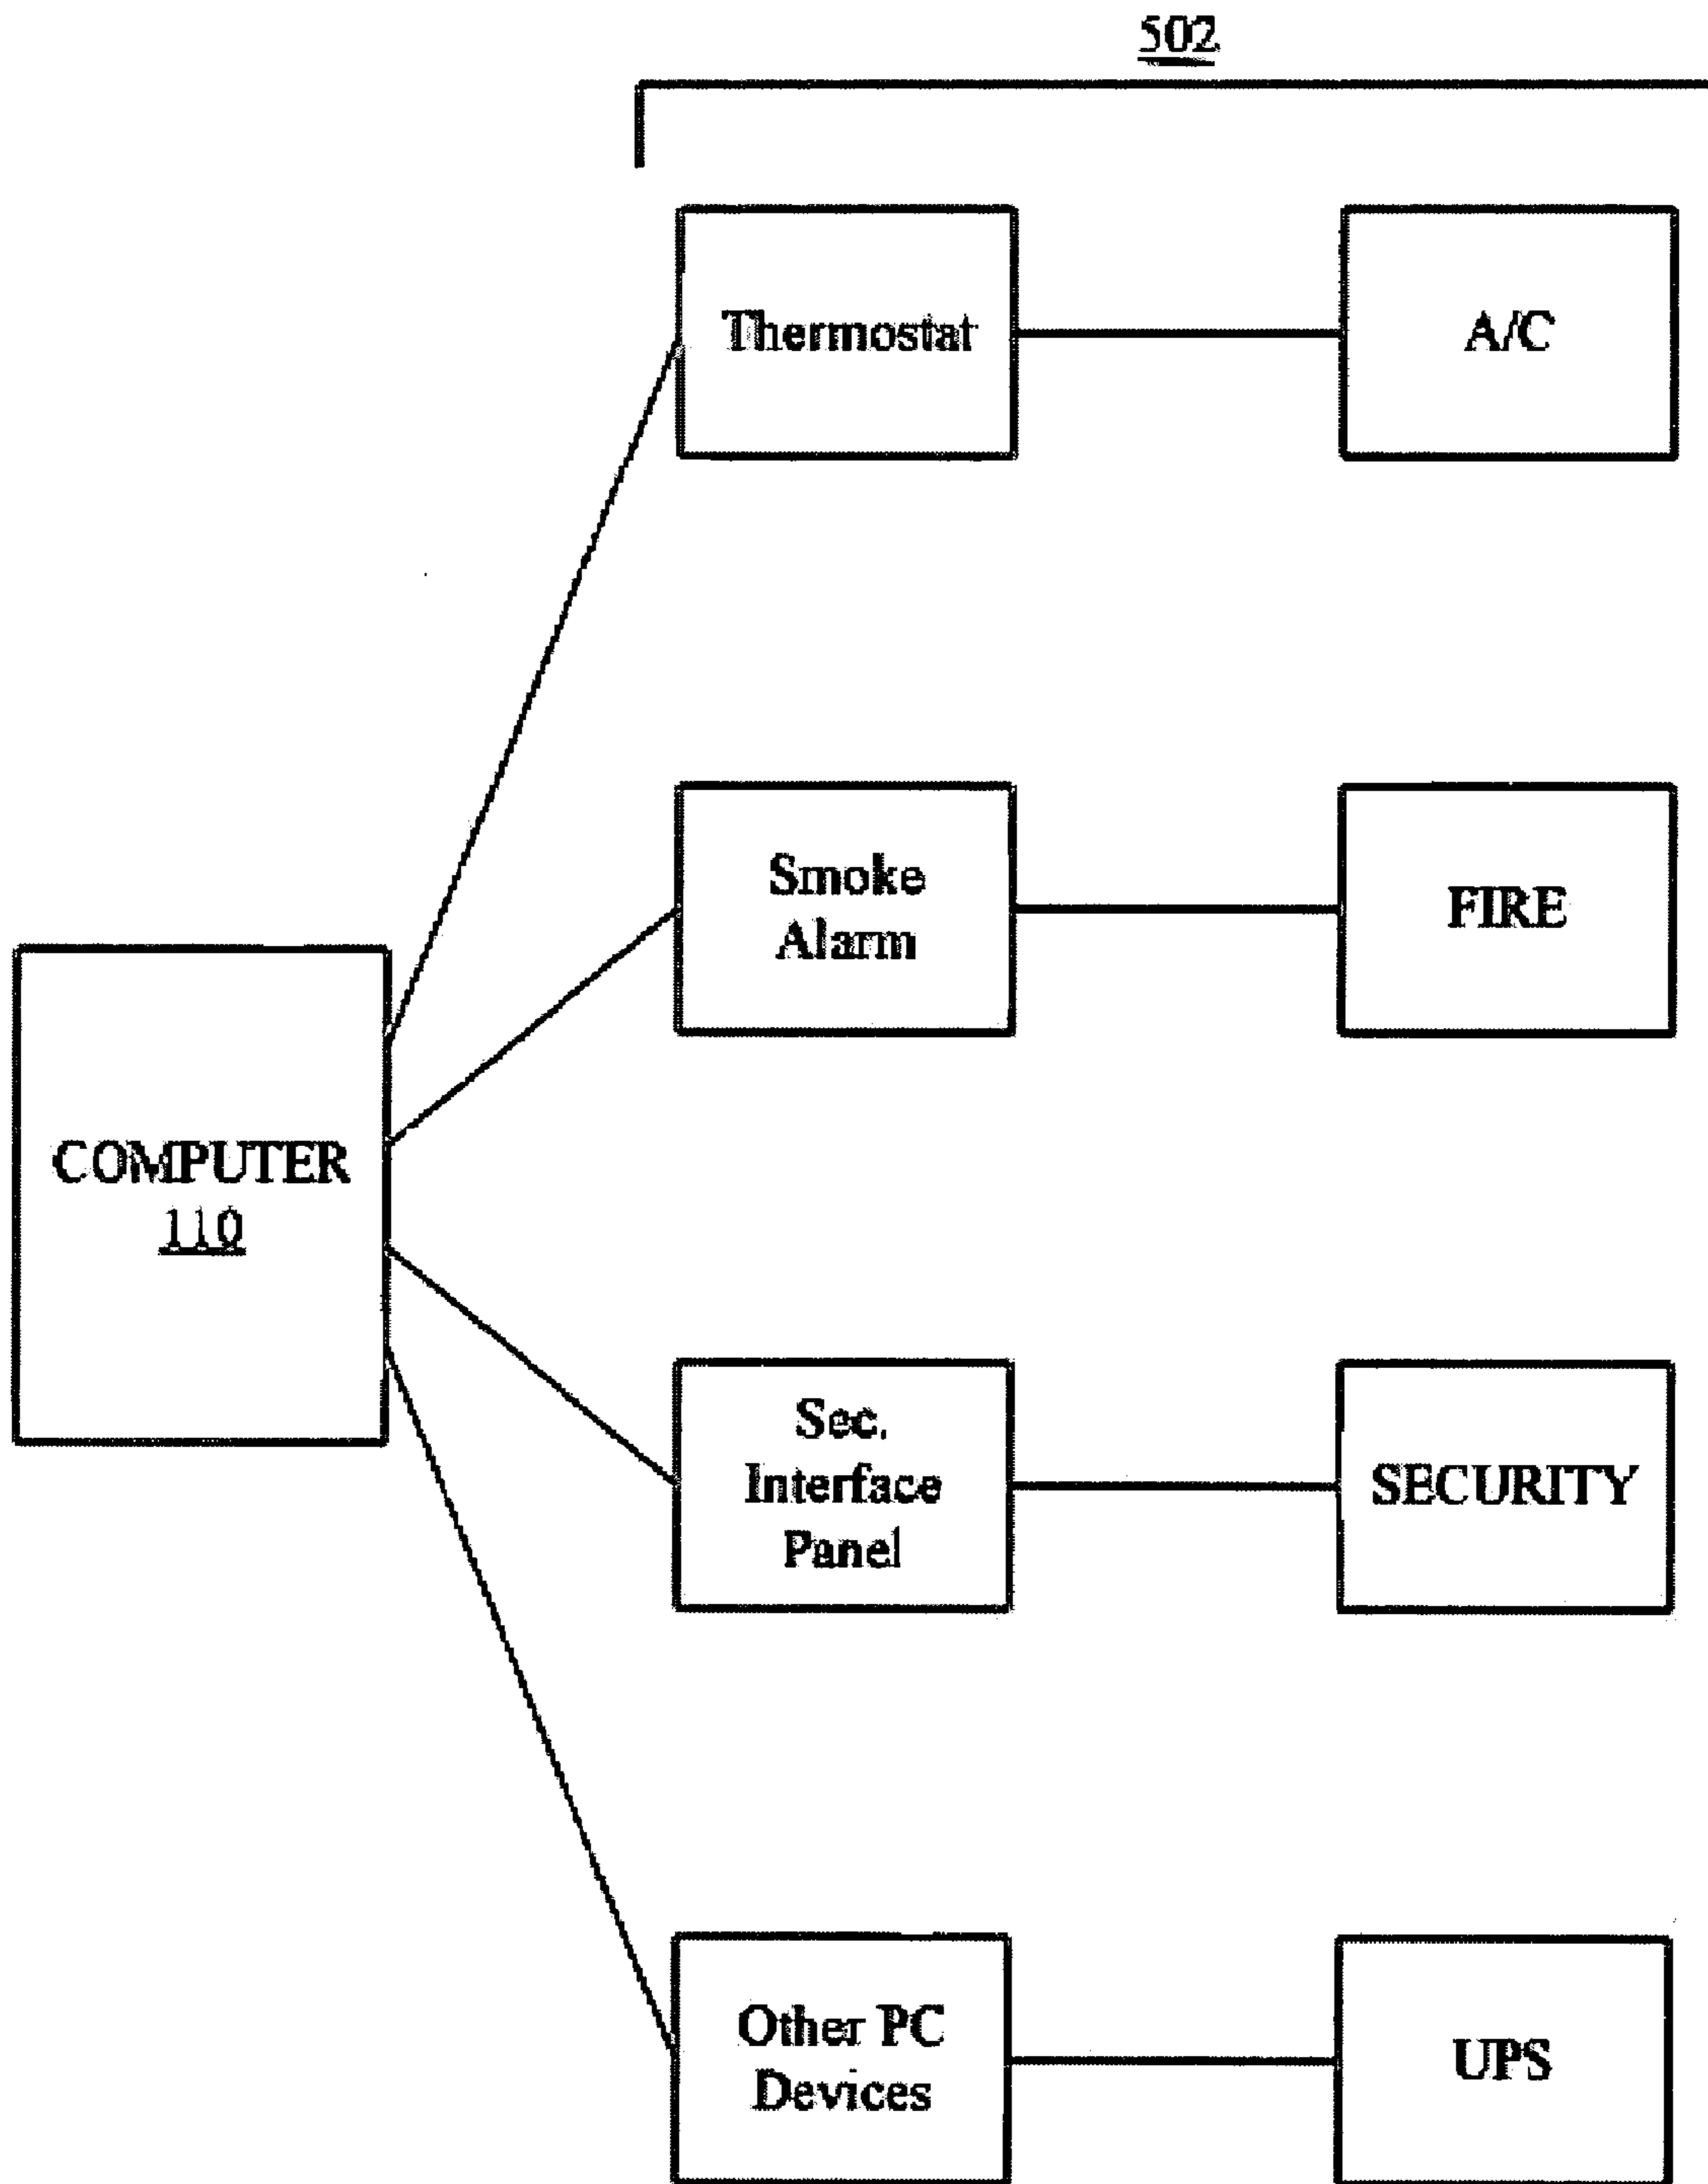 502
Thermostat
A/C
Smoke
Alarm
FIRE
COMPUTER
110
Sec.
Interface
Panel
SECURITY
Other PC
Devices
UPS